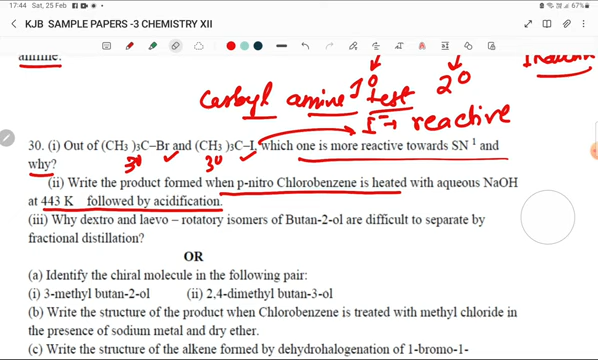 17:44 Sat, 25 Feb
67%
KJB SAMPLE PAPERS -3 CHEMISTRY XII
amine.
1° 2°
Carbyl amine test
I⁻→ reactive
30. (i) Out of (CH3 )3C–Br and (CH3 )3C–I, which one is more reactive towards SN 1 and
3° 3°
why?
(ii) Write the product formed when p-nitro Chlorobenzene is heated with aqueous NaOH
at 443 K followed by acidification.
(iii) Why dextro and laevo – rotatory isomers of Butan-2-ol are difficult to separate by
fractional distillation?
OR
(a) Identify the chiral molecule in the following pair:
(i) 3-methyl butan-2-ol (ii) 2,4-dimethyl butan-3-ol
(b) Write the structure of the product when Chlorobenzene is treated with methyl chloride in
the presence of sodium metal and dry ether.
(c) Write the structure of the alkene formed by dehydrohalogenation of 1-bromo-1-